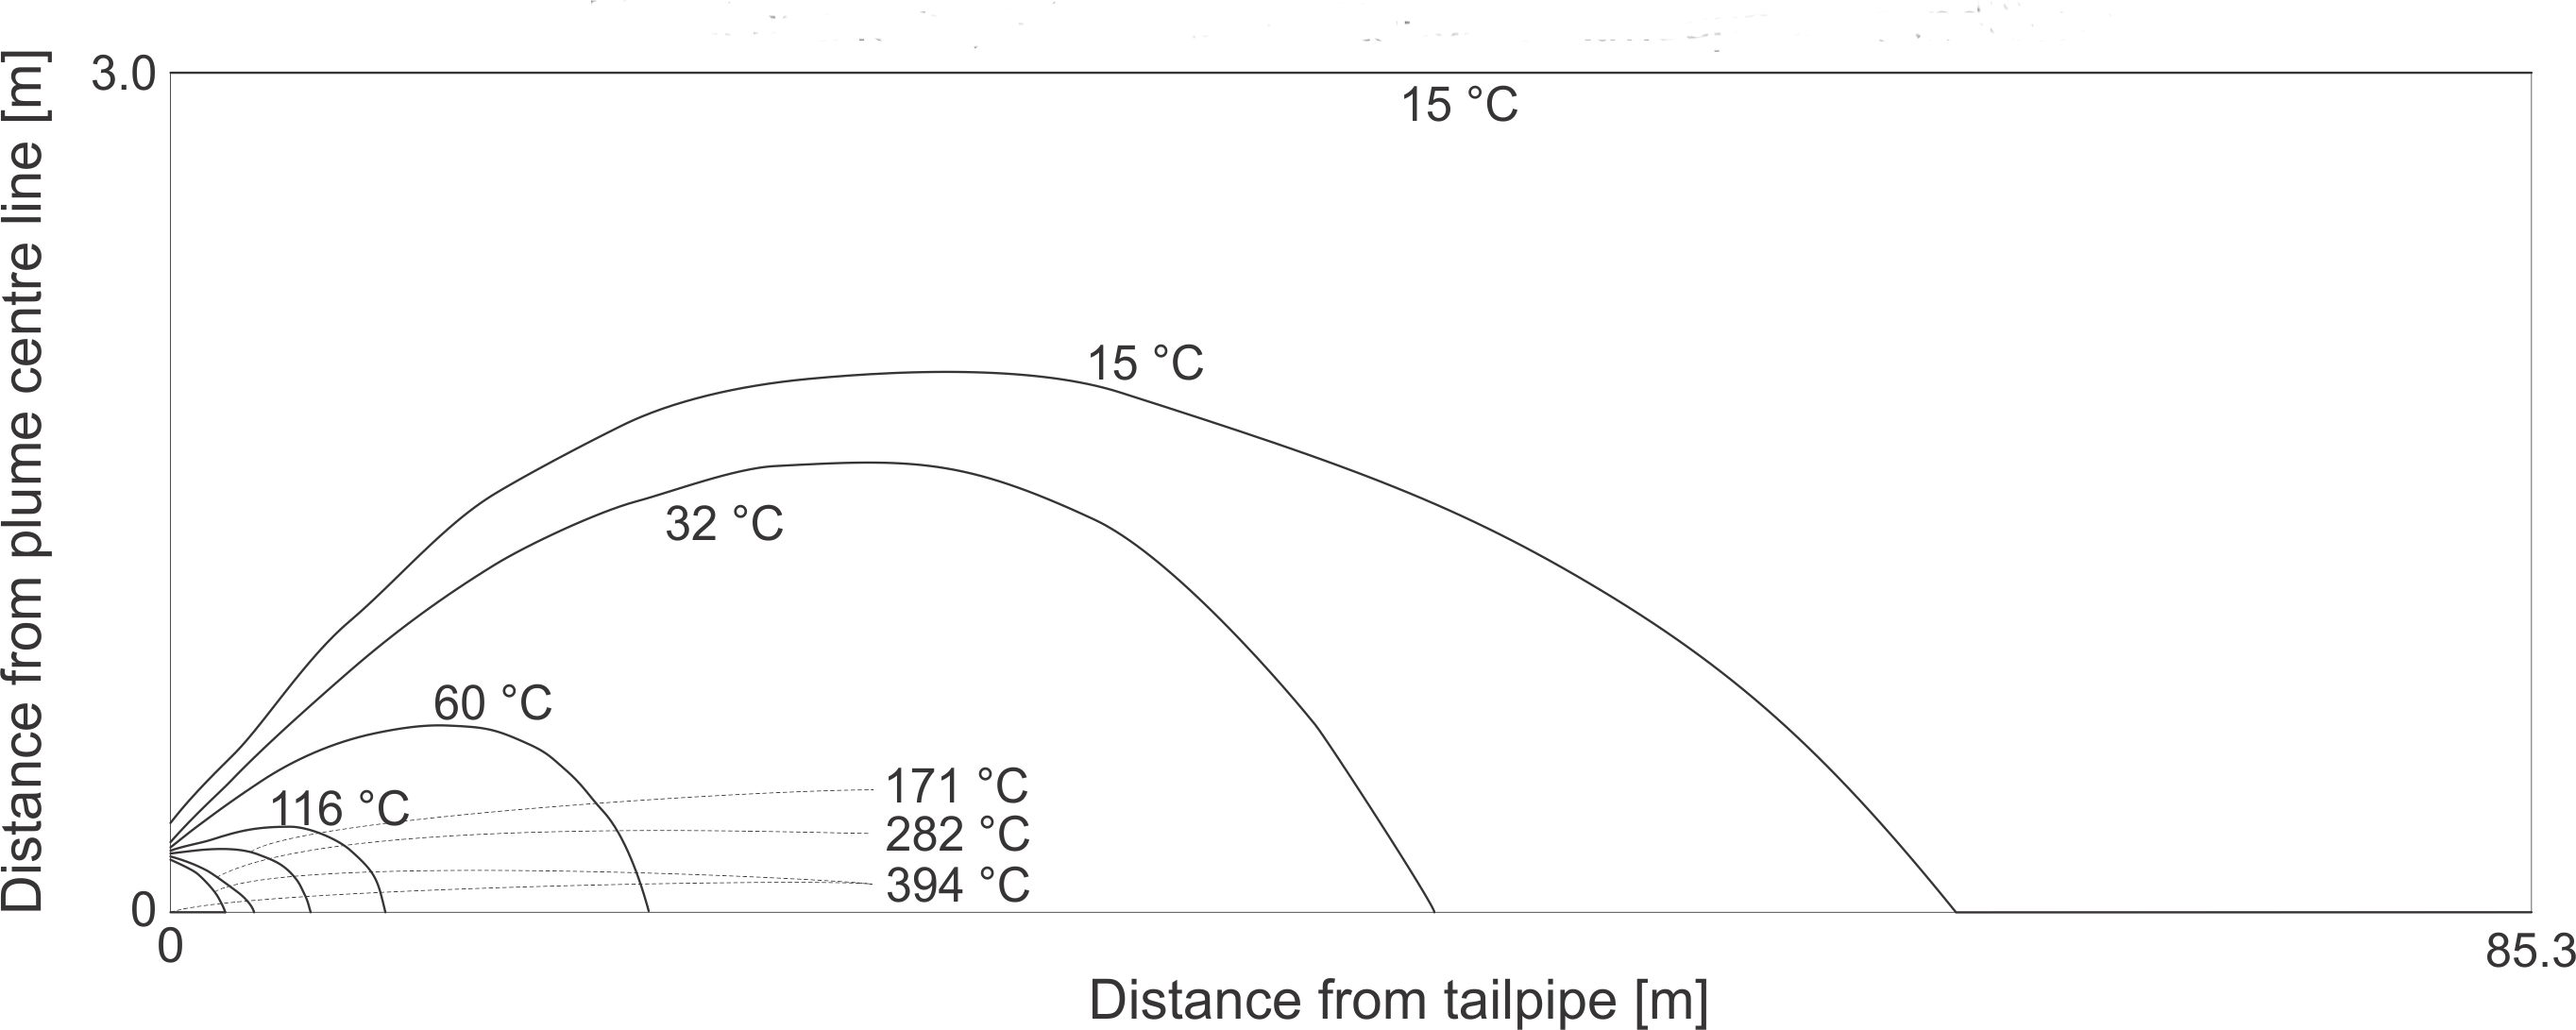 Distance from plume centre line [m]
3.0
15 °C
15 °C
32 °C
60 °C
116 °C
171 °C
282 °C
394 °C
0
0
85.3
Distance from tailpipe [m]